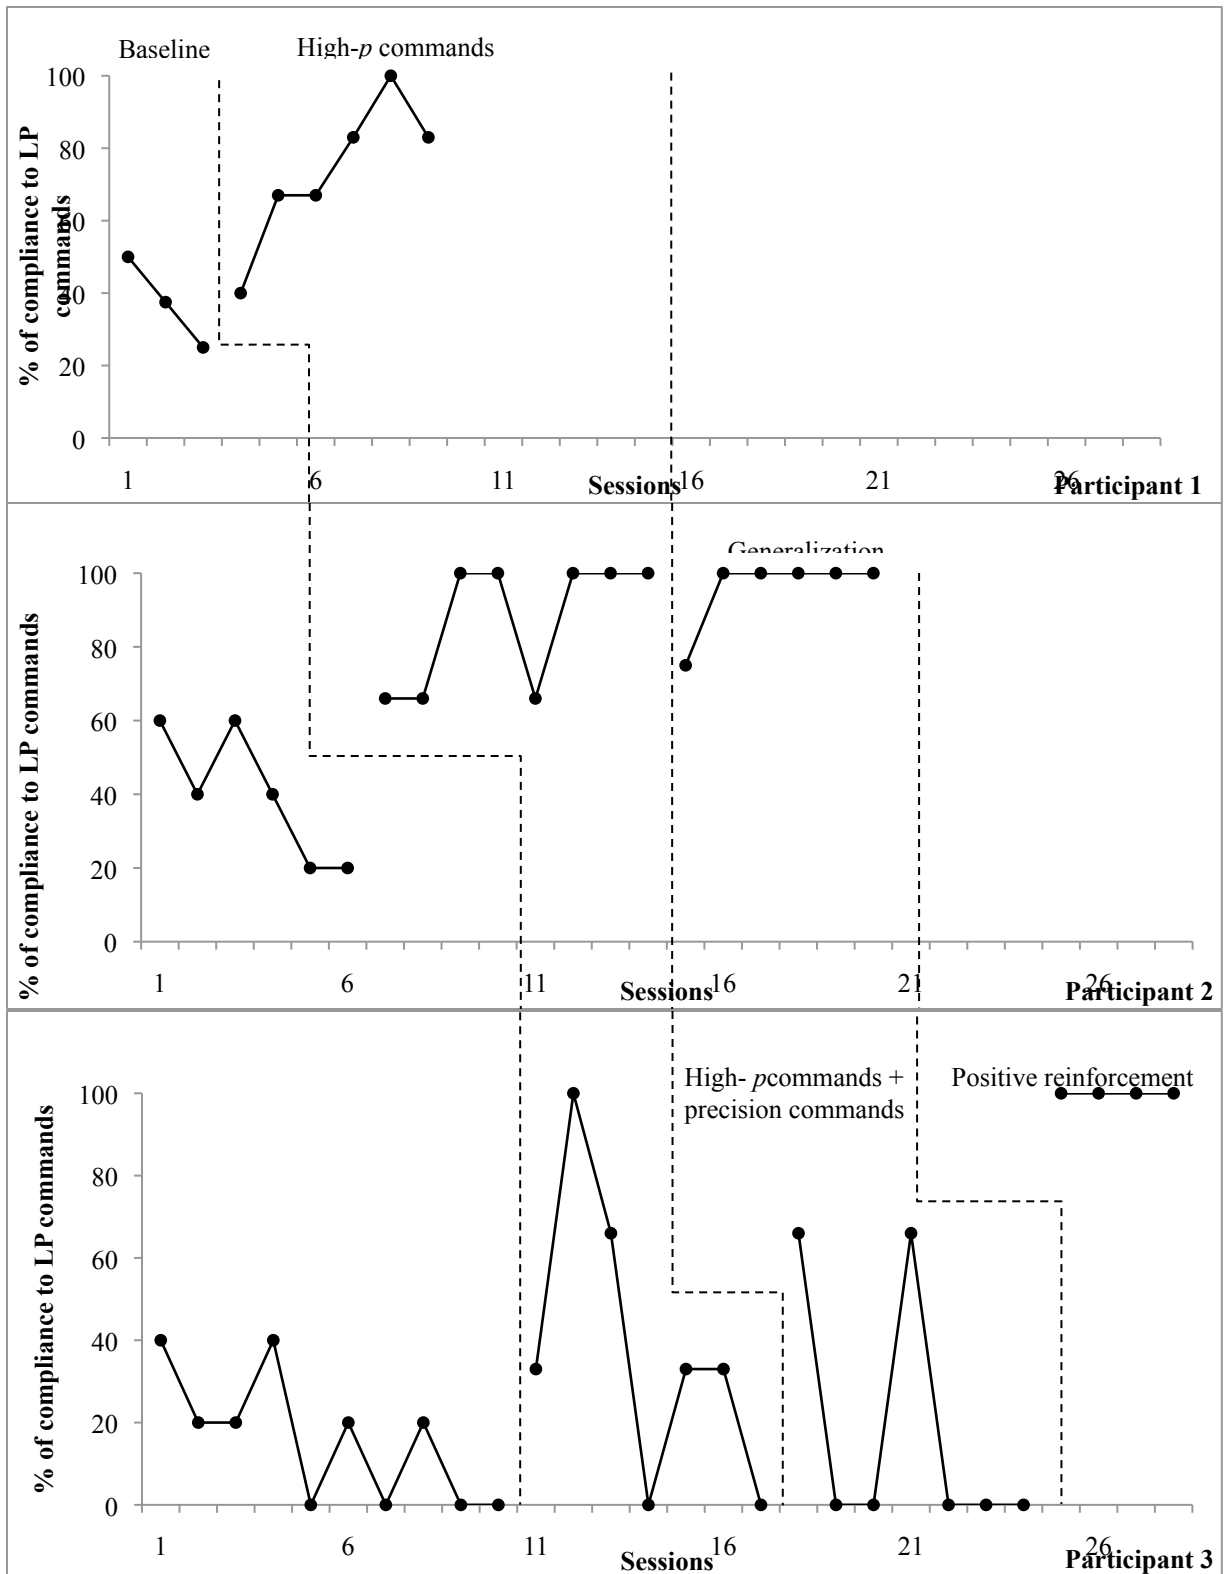 Baseline
High-p commands
% of compliance to LP
commands
100
80
60
40
20
0
1
6
11
16
21
26
Sessions
Participant 1
Generalization
% of compliance to LP commands
100
80
60
40
20
0
1
6
11
16
21
26
Sessions
Participant 2
High- pcommands +
precision commands
Positive reinforcement
% of compliance to LP commands
100
80
60
40
20
0
1
6
11
16
21
26
Sessions
Participant 3